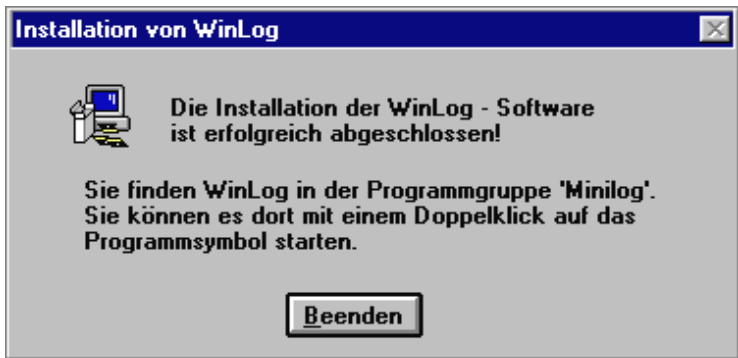 Installation von WinLog
Die Installation der WinLog - Software
ist erfolgreich abgeschlossen!
Sie finden WinLog in der Programmgruppe 'Minilog'.
Sie können es dort mit einem Doppelklick auf das
Programmsymbol starten.
Beenden